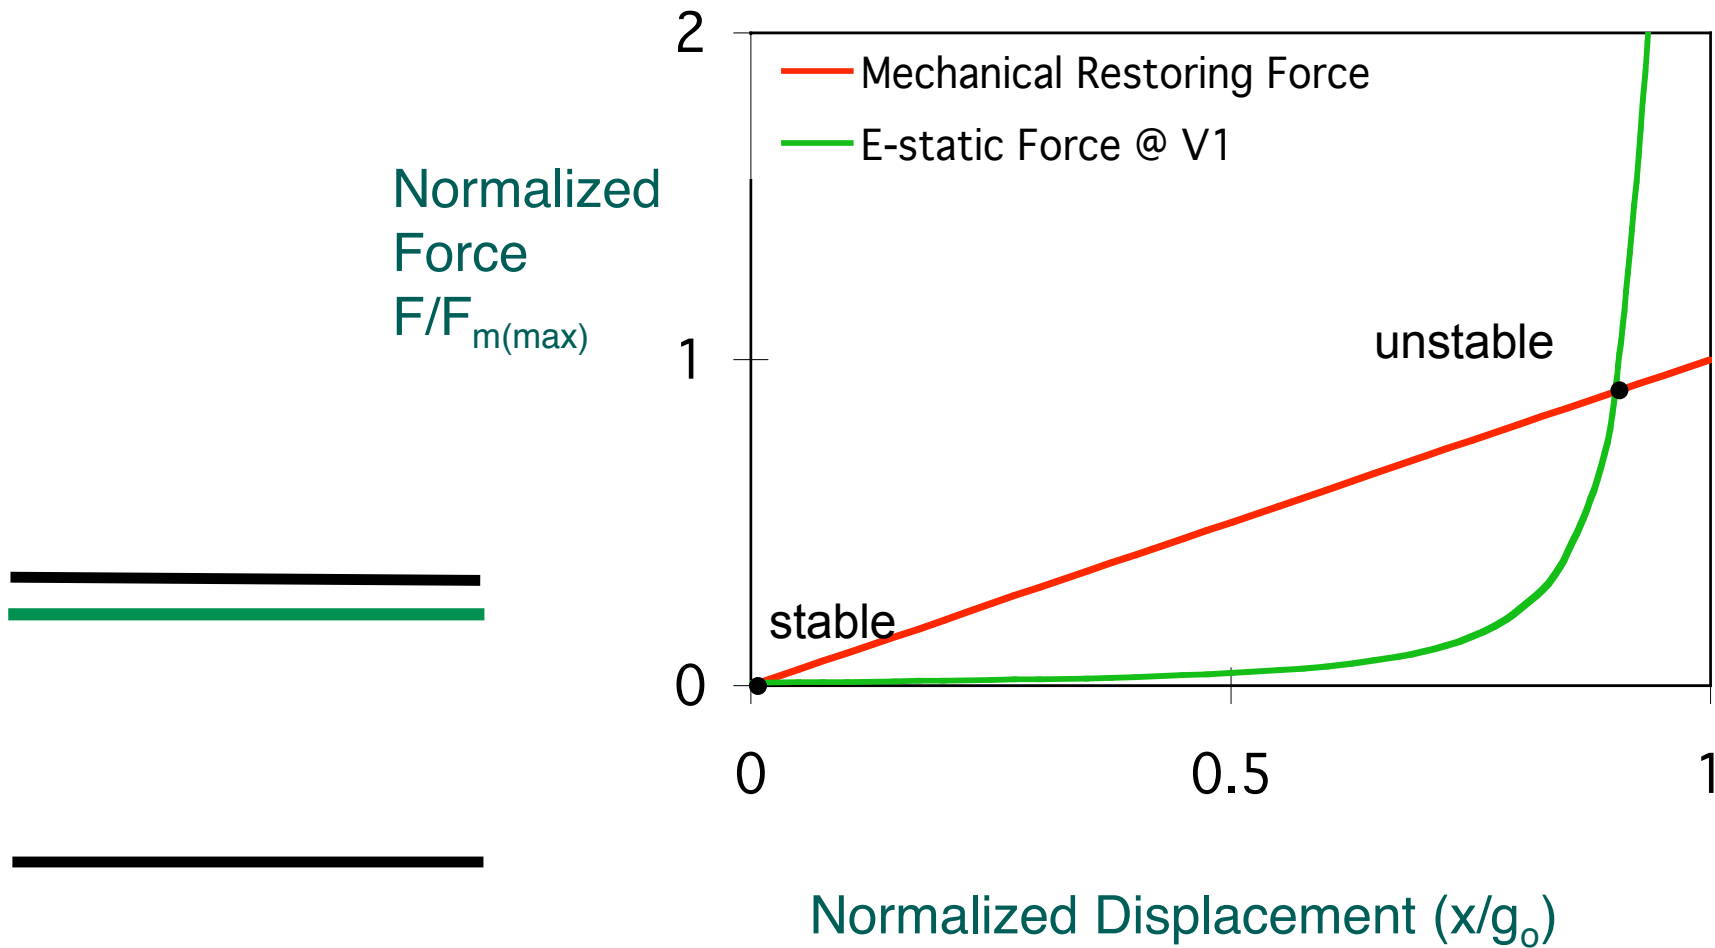 2
Mechanical Restoring Force
E-static Force @ V1
Normalized
Force
F/Fm(max)
1
unstable
stable
0
0
0.5
1
Normalized Displacement (x/go)